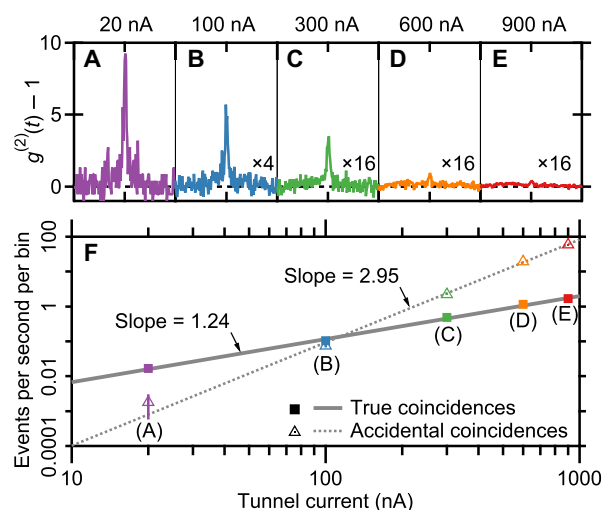 20 nA 100 nA 300 nA 600 nA 900 nA
g⁽²⁾(t) − 1
10
5
0
A B C D E
×4 ×16 ×16 ×16
F
Events per second per bin
100
1
0.01
0.0001
Slope = 2.95
Slope = 1.24
(A) (B) (C) (D) (E)
True coincidences
Accidental coincidences
10 100 1000
Tunnel current (nA)